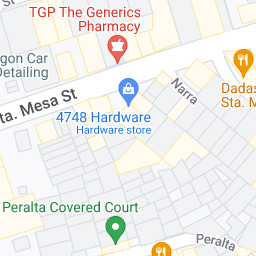 TGP The Generics
Pharmacy
gon Car
Detailing
ta. Mesa St
Narra
Dadas
Sta. M
4748 Hardware
Hardware store
Peralta Covered Court
Peralta